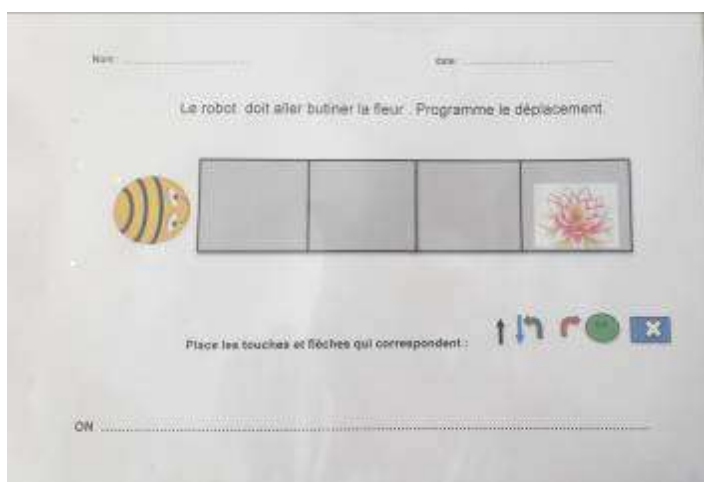 Nom : date :
Le robot doit aller butiner la fleur . Programme le déplacement.
Place les touches et flèches qui correspondent :
GO
ON